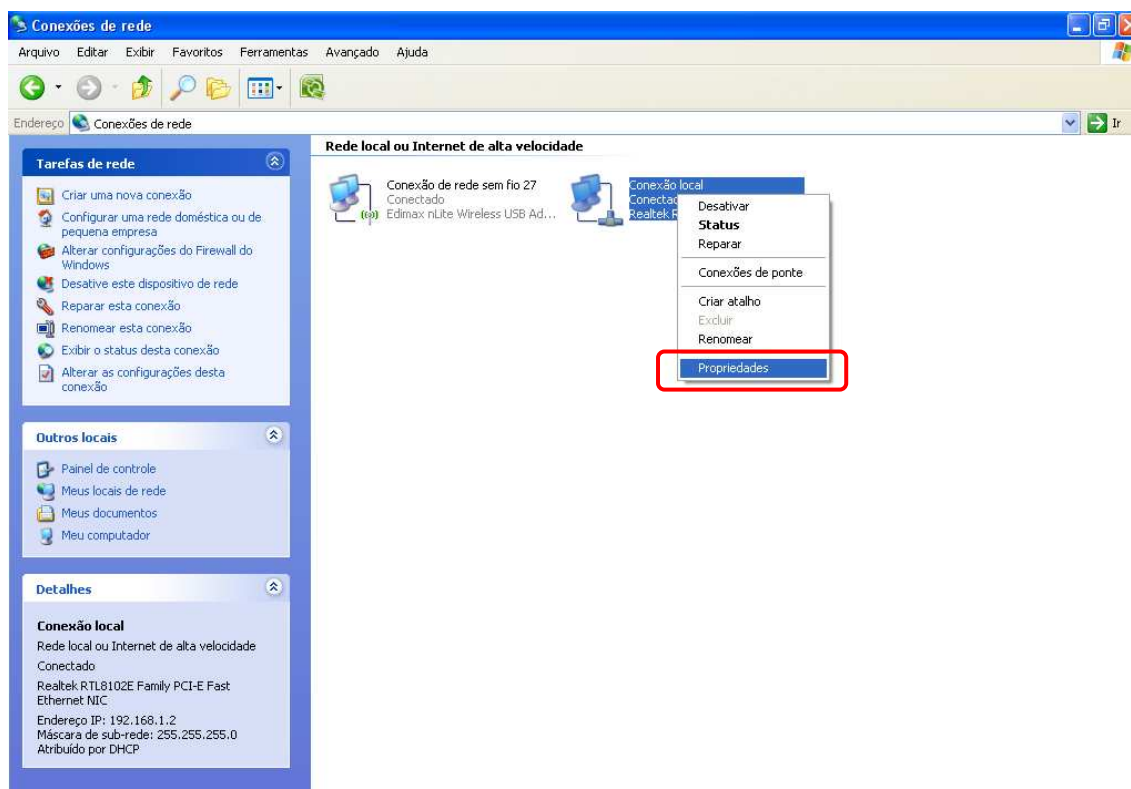 Conexões de rede
Arquivo Editar Exibir Favoritos Ferramentas Avançado Ajuda
Endereço Conexões de rede Ir
Tarefas de rede
Criar uma nova conexão
Configurar uma rede doméstica ou de
pequena empresa
Alterar configurações do Firewall do
Windows
Desative este dispositivo de rede
Reparar esta conexão
Renomear esta conexão
Exibir o status desta conexão
Alterar as configurações desta
conexão
Outros locais
Painel de controle
Meus locais de rede
Meus documentos
Meu computador
Detalhes
Conexão local
Rede local ou Internet de alta velocidade
Conectado
Realtek RTL8102E Family PCI-E Fast
Ethernet NIC
Endereço IP: 192.168.1.2
Máscara de sub-rede: 255.255.255.0
Atribuído por DHCP
Rede local ou Internet de alta velocidade
Conexão de rede sem fio 27
Conectado
Edimax nLite Wireless USB Ad...
Conexão local
Conectad
Realtek R
Desativar
Status
Reparar
Conexões de ponte
Criar atalho
Excluir
Renomear
Propriedades